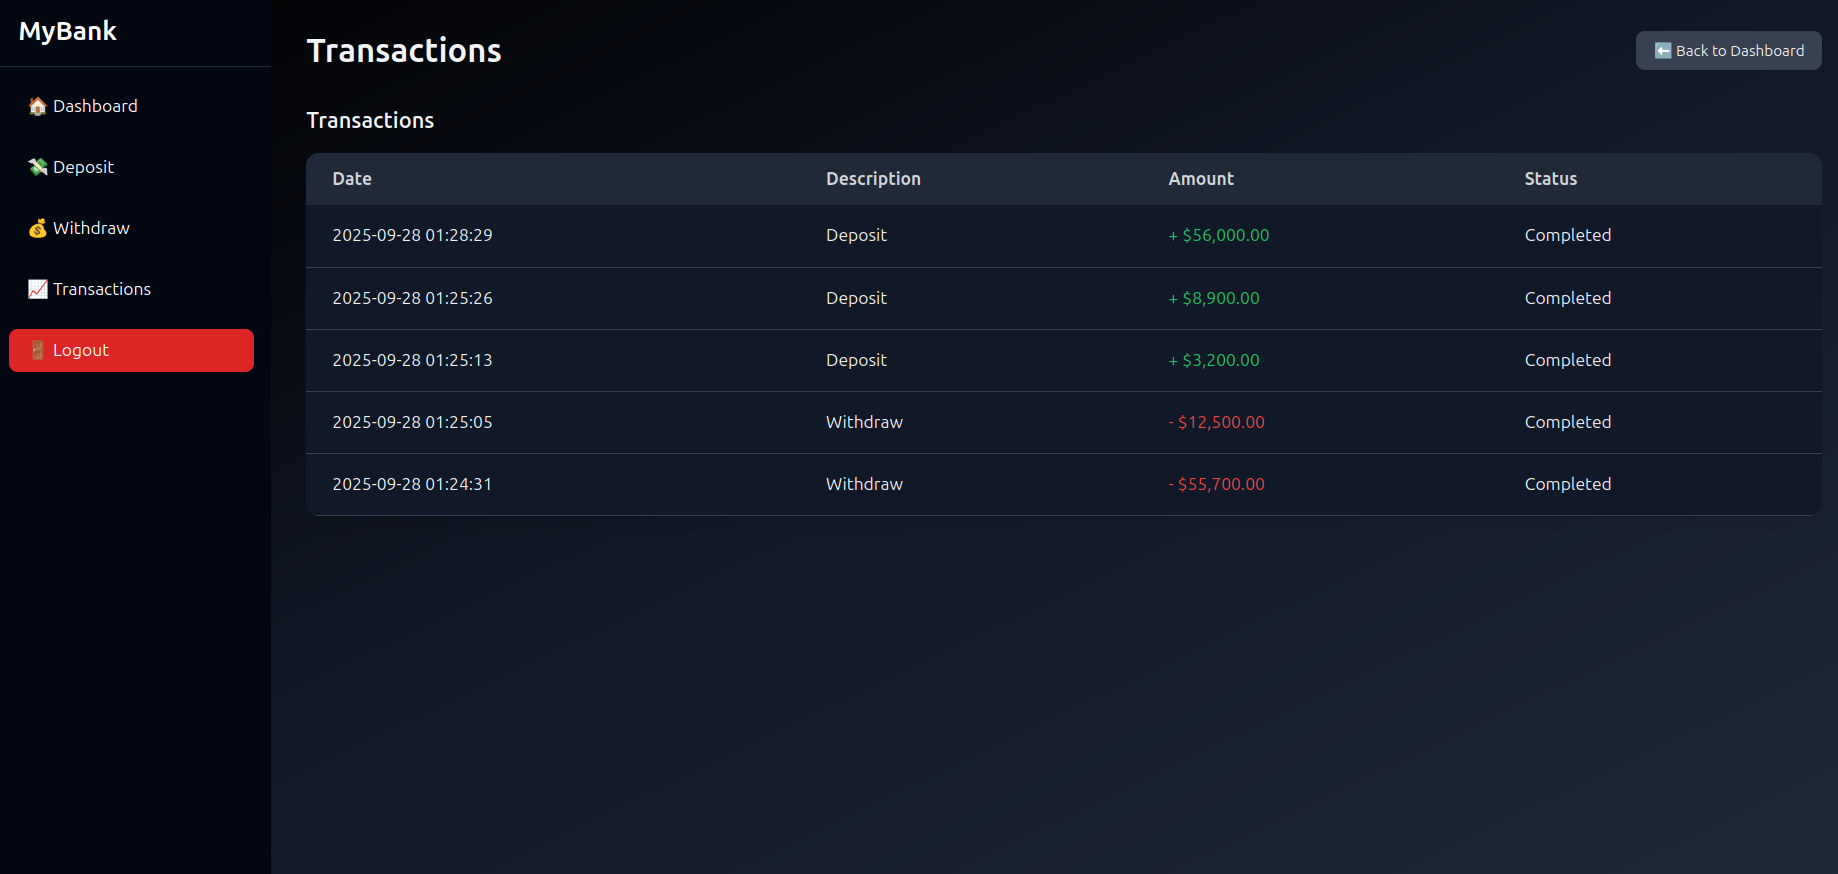 MyBank
🏠 Dashboard
💸 Deposit
💰 Withdraw
📈 Transactions
🚪 Logout
Transactions
⬅️ Back to Dashboard
Transactions
Date Description Amount Status
2025-09-28 01:28:29 Deposit + $56,000.00 Completed
2025-09-28 01:25:26 Deposit + $8,900.00 Completed
2025-09-28 01:25:13 Deposit + $3,200.00 Completed
2025-09-28 01:25:05 Withdraw - $12,500.00 Completed
2025-09-28 01:24:31 Withdraw - $55,700.00 Completed